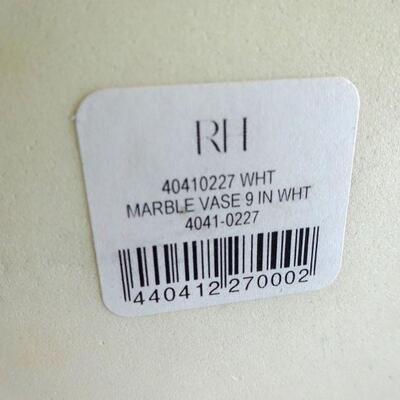 RH
40410227 WHT
MARBLE VASE 9 IN WHT
4041-0227
440412 270002